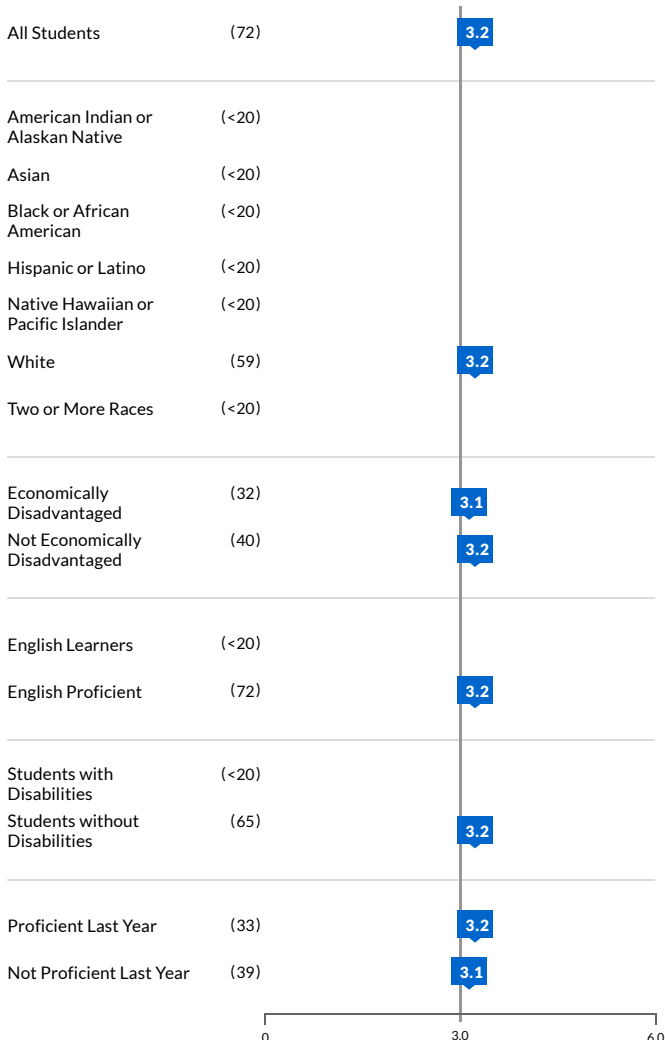 All Students (72) 3.2
American Indian or (<20)
Alaskan Native
Asian (<20)
Black or African (<20)
American
Hispanic or Latino (<20)
Native Hawaiian or (<20)
Pacific Islander
White (59) 3.2
Two or More Races (<20)
Economically (32) 3.1
Disadvantaged
Not Economically (40) 3.2
Disadvantaged
English Learners (<20)
English Proficient (72) 3.2
Students with (<20)
Disabilities
Students without (65) 3.2
Disabilities
Proficient Last Year (33) 3.2
Not Proficient Last Year (39) 3.1
0 3.0 6.0